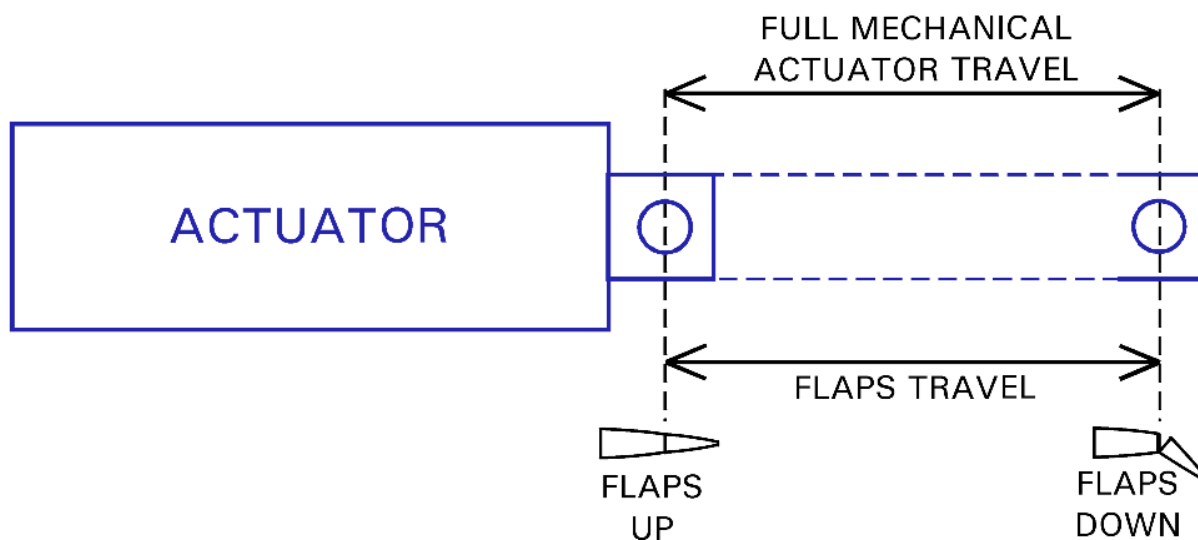 FULL MECHANICAL
ACTUATOR TRAVEL
ACTUATOR
FLAPS TRAVEL
FLAPS
UP
FLAPS
DOWN